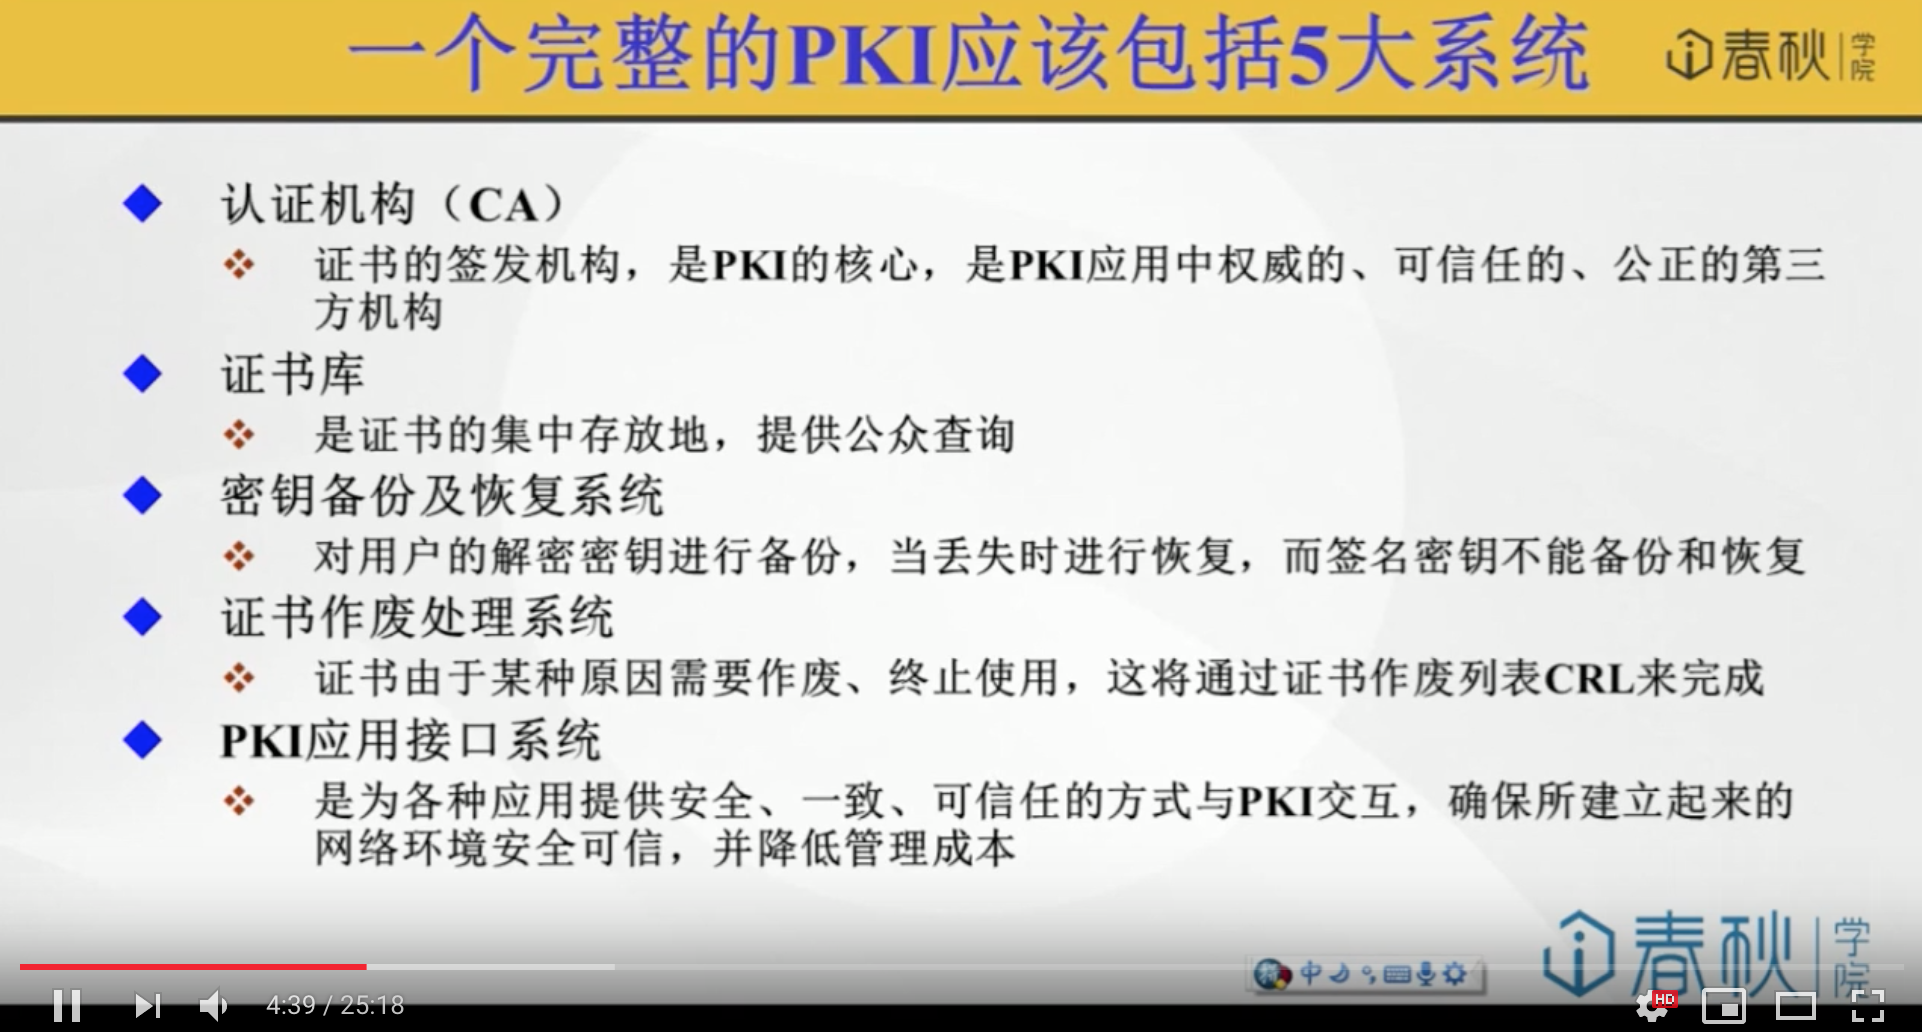 一个完整的PKI应该包括5大系统
春秋学院
认证机构（CA）
证书的签发机构，是PKI的核心，是PKI应用中权威的、可信任的、公正的第三
方机构
证书库
是证书的集中存放地，提供公众查询
密钥备份及恢复系统
对用户的解密密钥进行备份，当丢失时进行恢复，而签名密钥不能备份和恢复
证书作废处理系统
证书由于某种原因需要作废、终止使用，这将通过证书作废列表CRL来完成
PKI应用接口系统
是为各种应用提供安全、一致、可信任的方式与PKI交互，确保所建立起来的
网络环境安全可信，并降低管理成本
春秋学院
中
4:39 / 25:18
HD